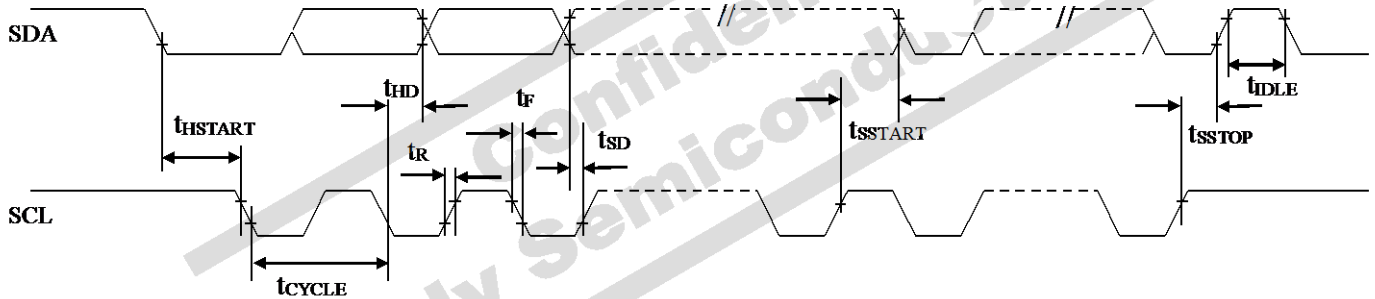 SDA
tHD
tF
tIDLE
tHSTART
tSSTART
tSSTOP
tR
tSD
SCL
tCYCLE